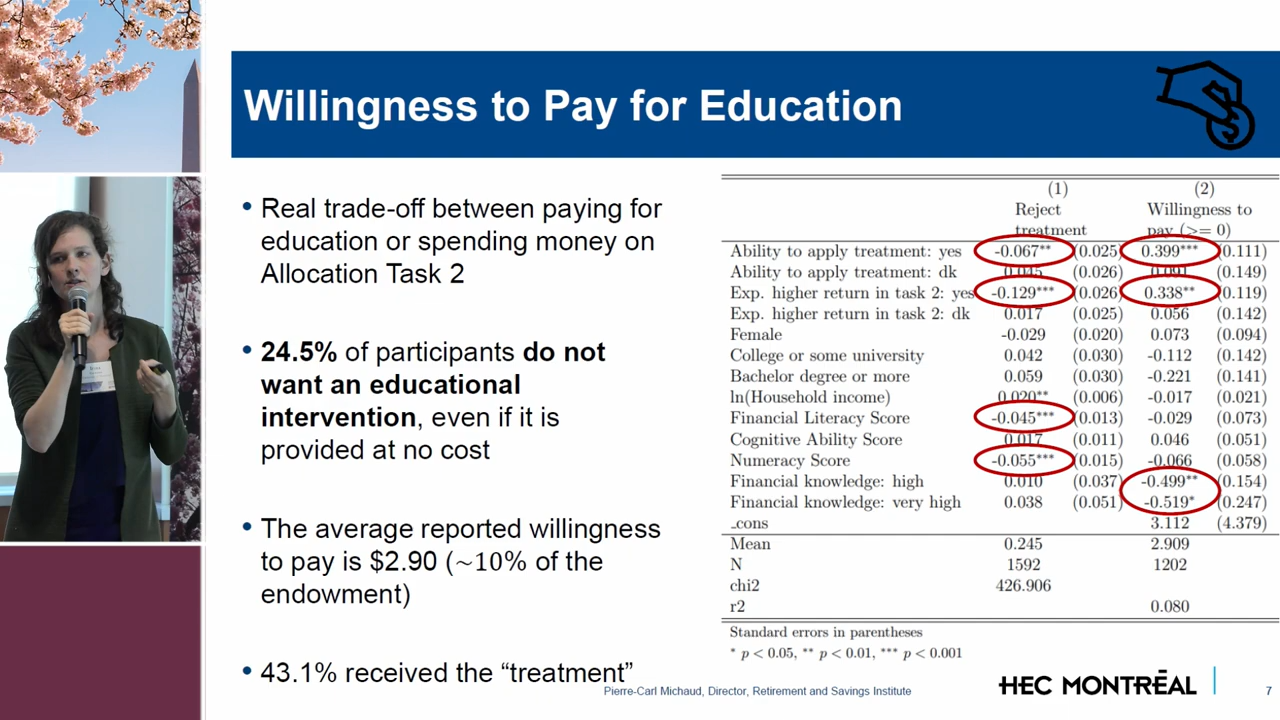 Willingness to Pay for Education
• Real trade-off between paying for
education or spending money on
Allocation Task 2
• 24.5% of participants do not
want an educational
intervention, even if it is
provided at no cost
• The average reported willingness
to pay is $2.90 (~10% of the
endowment)
• 43.1% received the “treatment”
(1) (2)
Reject Willingness to
treatment pay (>= 0)
Ability to apply treatment: yes -0.067** (0.025) 0.399*** (0.111)
Ability to apply treatment: dk 0.045 (0.026) 0.091 (0.149)
Exp. higher return in task 2: yes -0.129*** (0.026) 0.338** (0.119)
Exp. higher return in task 2: dk 0.017 (0.025) 0.056 (0.142)
Female -0.029 (0.020) 0.073 (0.094)
College or some university 0.042 (0.030) -0.112 (0.142)
Bachelor degree or more 0.059 (0.030) -0.221 (0.141)
ln(Household income) 0.020** (0.006) -0.017 (0.021)
Financial Literacy Score -0.045*** (0.013) -0.029 (0.073)
Cognitive Ability Score 0.017 (0.011) 0.046 (0.051)
Numeracy Score -0.055*** (0.015) -0.066 (0.058)
Financial knowledge: high 0.010 (0.037) -0.499** (0.154)
Financial knowledge: very high 0.038 (0.051) -0.519* (0.247)
_cons 3.112 (4.379)
Mean 0.245 2.909
N 1592 1202
chi2 426.906
r2 0.080
Standard errors in parentheses
* p < 0.05, ** p < 0.01, *** p < 0.001
Pierre-Carl Michaud, Director, Retirement and Savings Institute
HEC MONTRĒAL
7